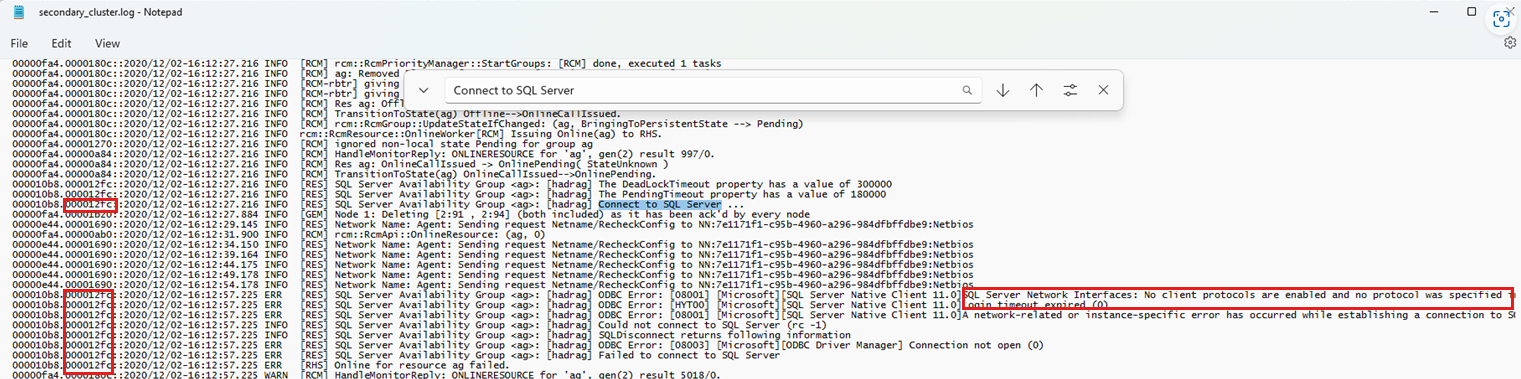 secondary_cluster.log - Notepad
File Edit View
00000fa4.0000180c::2020/12/02-16:12:27.216 INFO [RCM] rcm::RcmPriorityManager::StartGroups: [RCM] done, executed 1 tasks
00000fa4.0000180c::2020/12/02-16:12:27.216 INFO [RCM] ag: Removed
00000fa4.0000180c::2020/12/02-16:12:27.216 INFO [RCM-rbtr] giving
00000fa4.0000180c::2020/12/02-16:12:27.216 INFO [RCM-rbtr] giving
Connect to SQL Server
00000fa4.0000180c::2020/12/02-16:12:27.216 INFO [RCM] Res ag: Offl
00000fa4.0000180c::2020/12/02-16:12:27.216 INFO [RCM] TransitionToState(ag) Offline-->OnlineCallIssued.
00000fa4.0000180c::2020/12/02-16:12:27.216 INFO [RCM] rcm::RcmGroup::UpdateStateIfChanged: (ag, BringingToPersistentState --> Pending)
00000fa4.0000180c::2020/12/02-16:12:27.216 INFO rcm::RcmResource::OnlineWorker[RCM] Issuing Online(ag) to RHS.
00000fa4.00001270::2020/12/02-16:12:27.216 INFO [RCM] ignored non-local state Pending for group ag
00000fa4.00000a84::2020/12/02-16:12:27.216 INFO [RCM] HandleMonitorReply: ONLINERESOURCE for 'ag', gen(2) result 997/0.
00000fa4.00000a84::2020/12/02-16:12:27.216 INFO [RCM] Res ag: OnlineCallIssued -> OnlinePending( StateUnknown )
00000fa4.00000a84::2020/12/02-16:12:27.216 INFO [RCM] TransitionToState(ag) OnlineCallIssued-->OnlinePending.
000010b8.000012fc::2020/12/02-16:12:27.216 INFO [RES] SQL Server Availability Group <ag>: [hadrag] The DeadLockTimeout property has a value of 300000
000010b8.000012fc::2020/12/02-16:12:27.216 INFO [RES] SQL Server Availability Group <ag>: [hadrag] The PendingTimeout property has a value of 180000
000010b8.000012fc::2020/12/02-16:12:27.216 INFO [RES] SQL Server Availability Group <ag>: [hadrag] Connect to SQL Server ...
00000fa4.00001690::2020/12/02-16:12:27.884 INFO [GEM] Node 1: Deleting [2:91 , 2:94] (both included) as it has been ack'd by every node
00000e44.00001690::2020/12/02-16:12:29.145 INFO [RES] Network Name: Agent: Sending request Netname/RecheckConfig to NN:7e1171f1-c95b-4960-a296-984dfbffdbe9:Netbios
00000fa4.00000ab0::2020/12/02-16:12:31.900 INFO [RCM] rcm::RcmApi::OnlineResource: (ag, 0)
00000e44.00001690::2020/12/02-16:12:34.150 INFO [RES] Network Name: Agent: Sending request Netname/RecheckConfig to NN:7e1171f1-c95b-4960-a296-984dfbffdbe9:Netbios
00000e44.00001690::2020/12/02-16:12:39.164 INFO [RES] Network Name: Agent: Sending request Netname/RecheckConfig to NN:7e1171f1-c95b-4960-a296-984dfbffdbe9:Netbios
00000e44.00001690::2020/12/02-16:12:44.175 INFO [RES] Network Name: Agent: Sending request Netname/RecheckConfig to NN:7e1171f1-c95b-4960-a296-984dfbffdbe9:Netbios
00000e44.00001690::2020/12/02-16:12:49.178 INFO [RES] Network Name: Agent: Sending request Netname/RecheckConfig to NN:7e1171f1-c95b-4960-a296-984dfbffdbe9:Netbios
00000e44.00001690::2020/12/02-16:12:54.178 INFO [RES] Network Name: Agent: Sending request Netname/RecheckConfig to NN:7e1171f1-c95b-4960-a296-984dfbffdbe9:Netbios
000010b8.000012fc::2020/12/02-16:12:57.225 ERR [RES] SQL Server Availability Group <ag>: [hadrag] ODBC Error: [08001] [Microsoft][SQL Server Native Client 11.0]SQL Server Network Interfaces: No client protocols are enabled and no protocol was specified i
000010b8.000012fc::2020/12/02-16:12:57.225 ERR [RES] SQL Server Availability Group <ag>: [hadrag] ODBC Error: [HYT00] [Microsoft][SQL Server Native Client 11.0]Login timeout expired (0)
000010b8.000012fc::2020/12/02-16:12:57.225 ERR [RES] SQL Server Availability Group <ag>: [hadrag] ODBC Error: [08001] [Microsoft][SQL Server Native Client 11.0]A network-related or instance-specific error has occurred while establishing a connection to SQ
000010b8.000012fc::2020/12/02-16:12:57.225 INFO [RES] SQL Server Availability Group <ag>: [hadrag] Could not connect to SQL Server (rc -1)
000010b8.000012fc::2020/12/02-16:12:57.225 INFO [RES] SQL Server Availability Group <ag>: [hadrag] SQLDisconnect returns following information
000010b8.000012fc::2020/12/02-16:12:57.225 ERR [RES] SQL Server Availability Group <ag>: [hadrag] ODBC Error: [08003] [Microsoft][ODBC Driver Manager] Connection not open (0)
000010b8.000012fc::2020/12/02-16:12:57.225 ERR [RES] SQL Server Availability Group <ag>: [hadrag] Failed to connect to SQL Server
000010b8.000012fc::2020/12/02-16:12:57.225 ERR [RHS] Online for resource ag failed.
00000fa4.0000180c::2020/12/02-16:12:57.225 WARN [RCM] HandleMonitorReply: ONLINERESOURCE for 'ag', gen(2) result 5018/0.